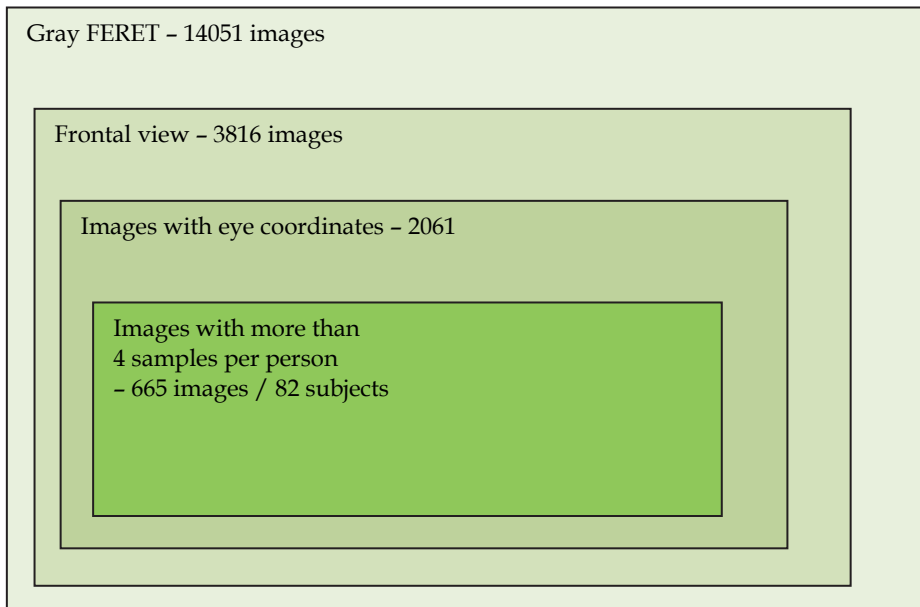 Gray FERET – 14051 images
Frontal view – 3816 images
Images with eye coordinates – 2061
Images with more than
4 samples per person
– 665 images / 82 subjects